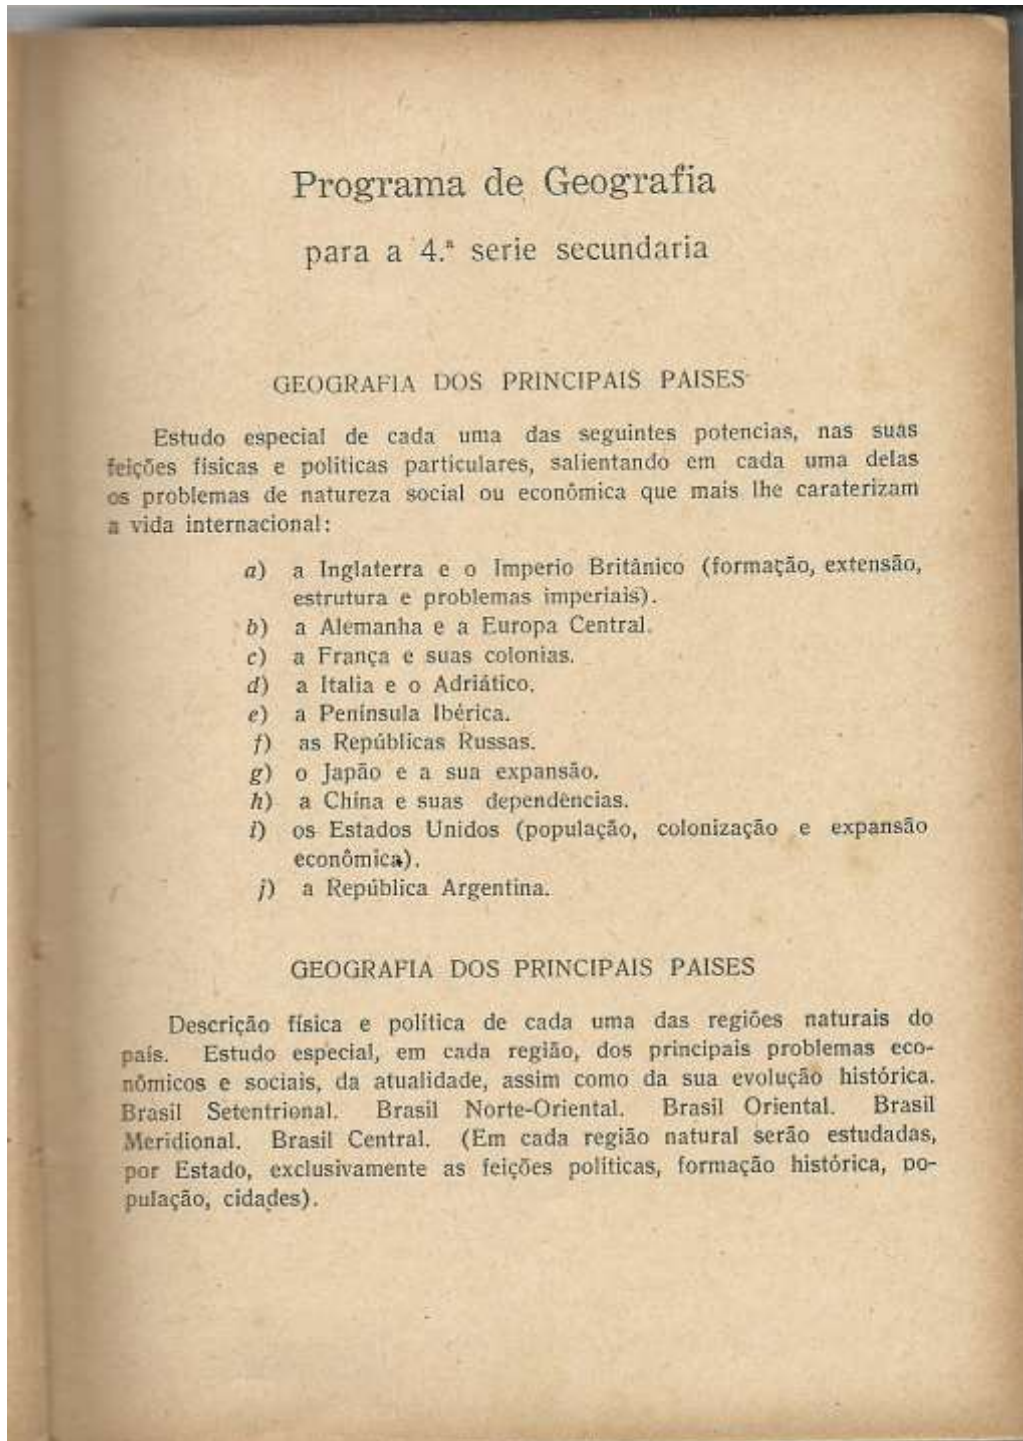 Programa de Geografia
para a 4.ª serie secundaria
GEOGRAFIA DOS PRINCIPAIS PAISES
Estudo especial de cada uma das seguintes potencias, nas suas
feições físicas e politicas particulares, salientando em cada uma delas
os problemas de natureza social ou econômica que mais lhe caraterizam
a vida internacional:
a) a Inglaterra e o Imperio Britânico (formação, extensão,
estrutura e problemas imperiais).
b) a Alemanha e a Europa Central.
c) a França e suas colonias.
d) a Italia e o Adriático.
e) a Península Ibérica.
f) as Repúblicas Russas.
g) o Japão e a sua expansão.
h) a China e suas dependências.
i) os Estados Unidos (população, colonização e expansão
econômica).
j) a República Argentina.
GEOGRAFIA DOS PRINCIPAIS PAISES
Descrição física e política de cada uma das regiões naturais do
país. Estudo especial, em cada região, dos principais problemas eco-
nômicos e sociais, da atualidade, assim como da sua evolução histórica.
Brasil Setentrional. Brasil Norte-Oriental. Brasil Oriental. Brasil
Meridional. Brasil Central. (Em cada região natural serão estudadas,
por Estado, exclusivamente as feições políticas, formação histórica, po-
pulação, cidades).